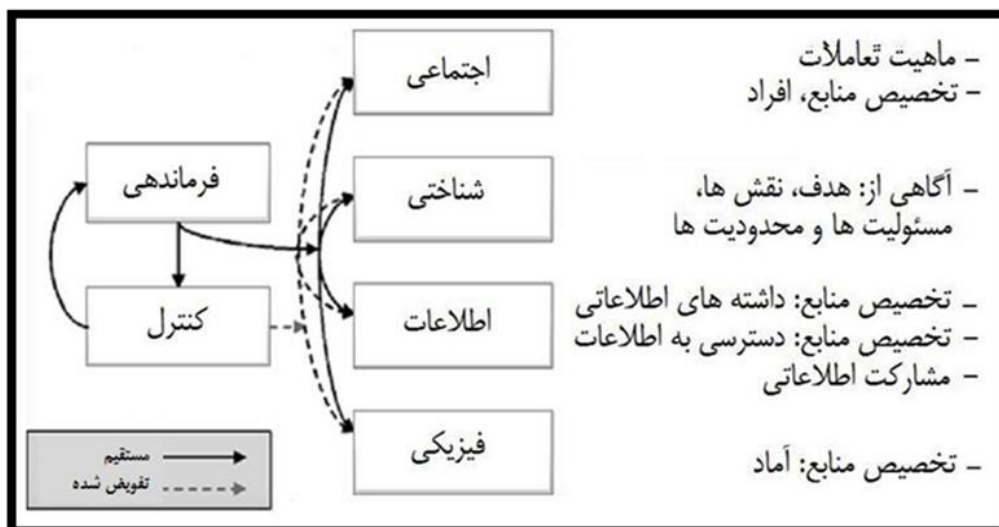 اجتماعی
- ماهیت تعاملات
- تخصیص منابع، افراد
فرماندهی
شناختی
- آگاهی از: هدف، نقش ها،
مسئولیت ها و محدودیت ها
کنترل
اطلاعات
- تخصیص منابع: داشته های اطلاعاتی
- تخصیص منابع: دسترسی به اطلاعات
- مشارکت اطلاعاتی
فیزیکی
- تخصیص منابع: آماد
مستقیم
تفویض شده